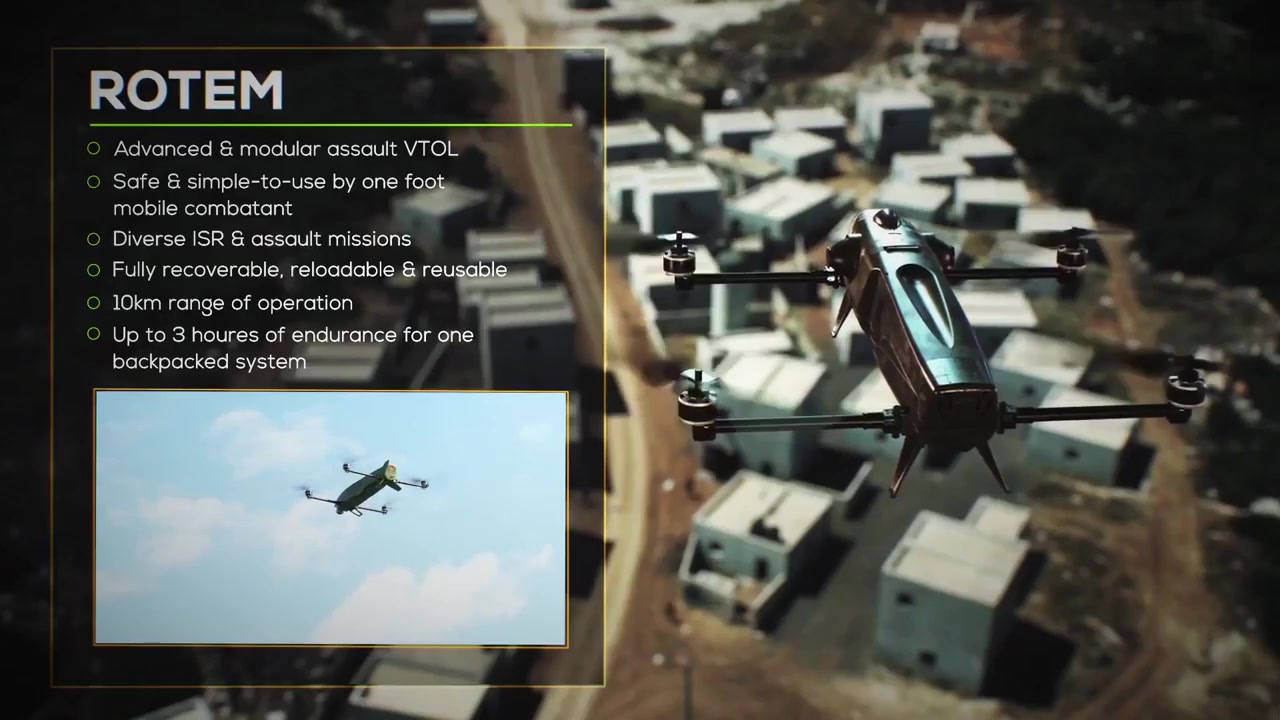 ROTEM
Advanced & modular assault VTOL
Safe & simple-to-use by one foot
mobile combatant
Diverse ISR & assault missions
Fully recoverable, reloadable & reusable
10km range of operation
Up to 3 houres of endurance for one
backpacked system